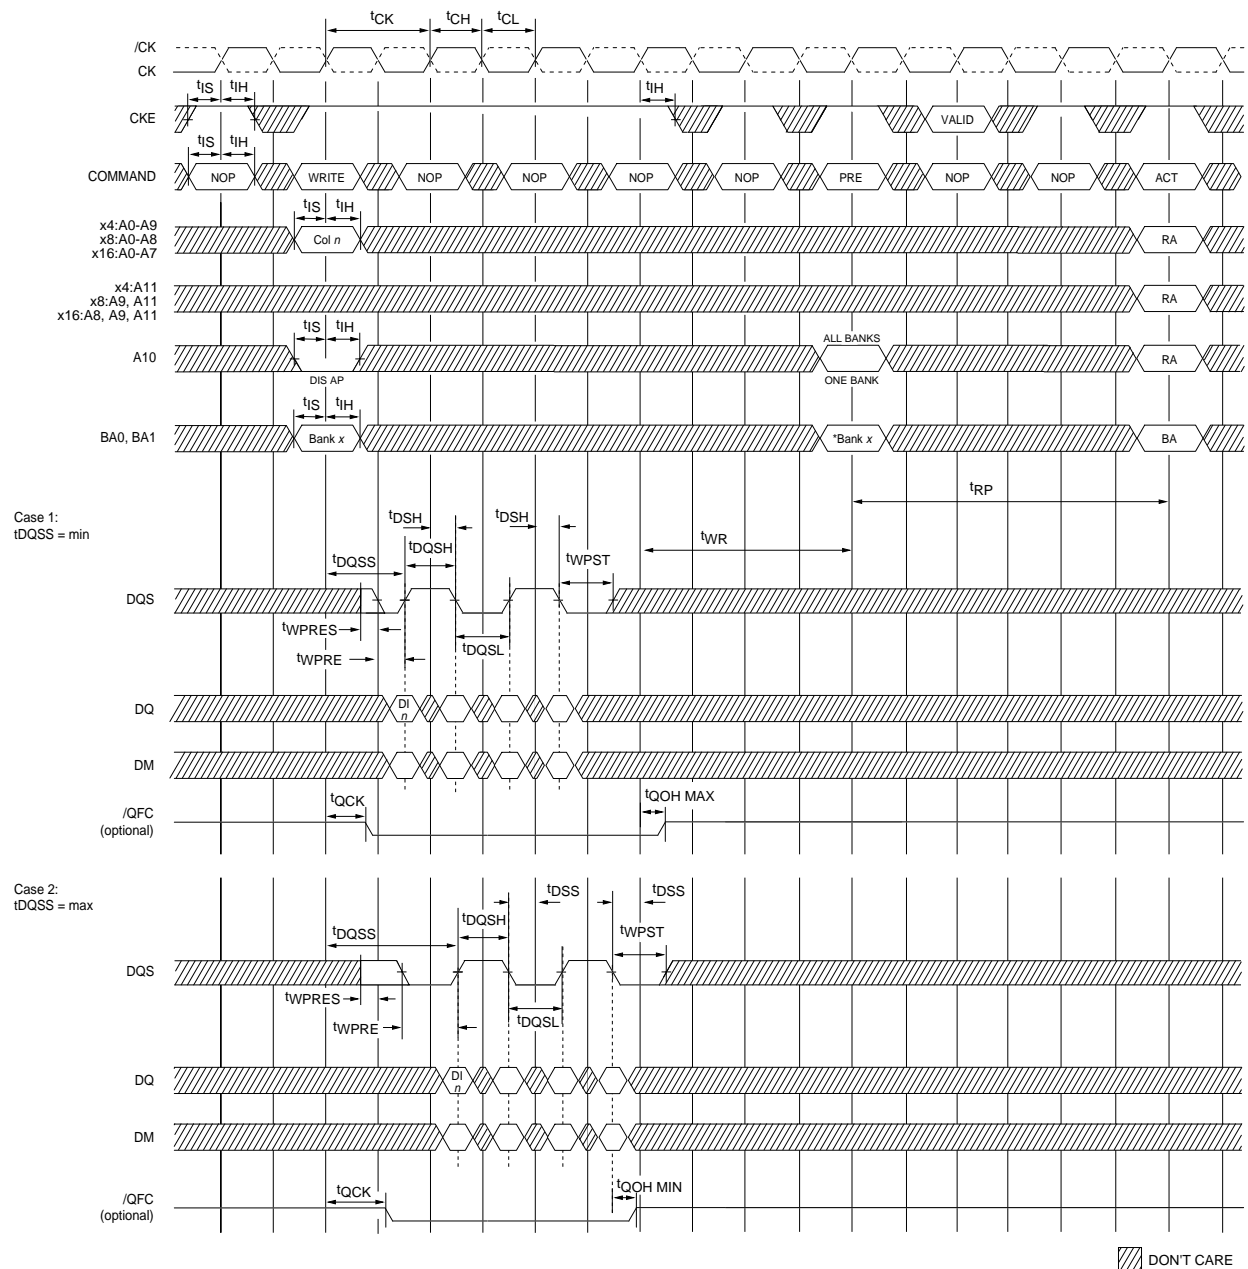 tCK tCH tCL
/CK
CK
tIS tIH tIH
CKE VALID
tIS tIH
COMMAND NOP WRITE NOP NOP NOP NOP PRE NOP NOP ACT
tIS tIH
x4:A0-A9
x8:A0-A8
x16:A0-A7
Col n RA
x4:A11
x8:A9, A11
x16:A8, A9, A11
RA
tIS tIH
ALL BANKS
A10 RA
DIS AP ONE BANK
tIS tIH
BA0, BA1 Bank x *Bank x BA
tRP
Case 1:
tDQSS = min
tDSH tDSH
tDQSH tWR
tDQSS tWPST
DQS
tWPRES
tDQSL
tWPRE
DQ DI
n
DM
tQCK tQOH MAX
/QFC
(optional)
Case 2:
tDQSS = max
tDSS tDSS
tDQSH
tDQSS tWPST
DQS
tWPRES
tDQSL
tWPRE
DQ DI
n
DM
tQOH MIN
tQCK
/QFC
(optional)
DON'T CARE